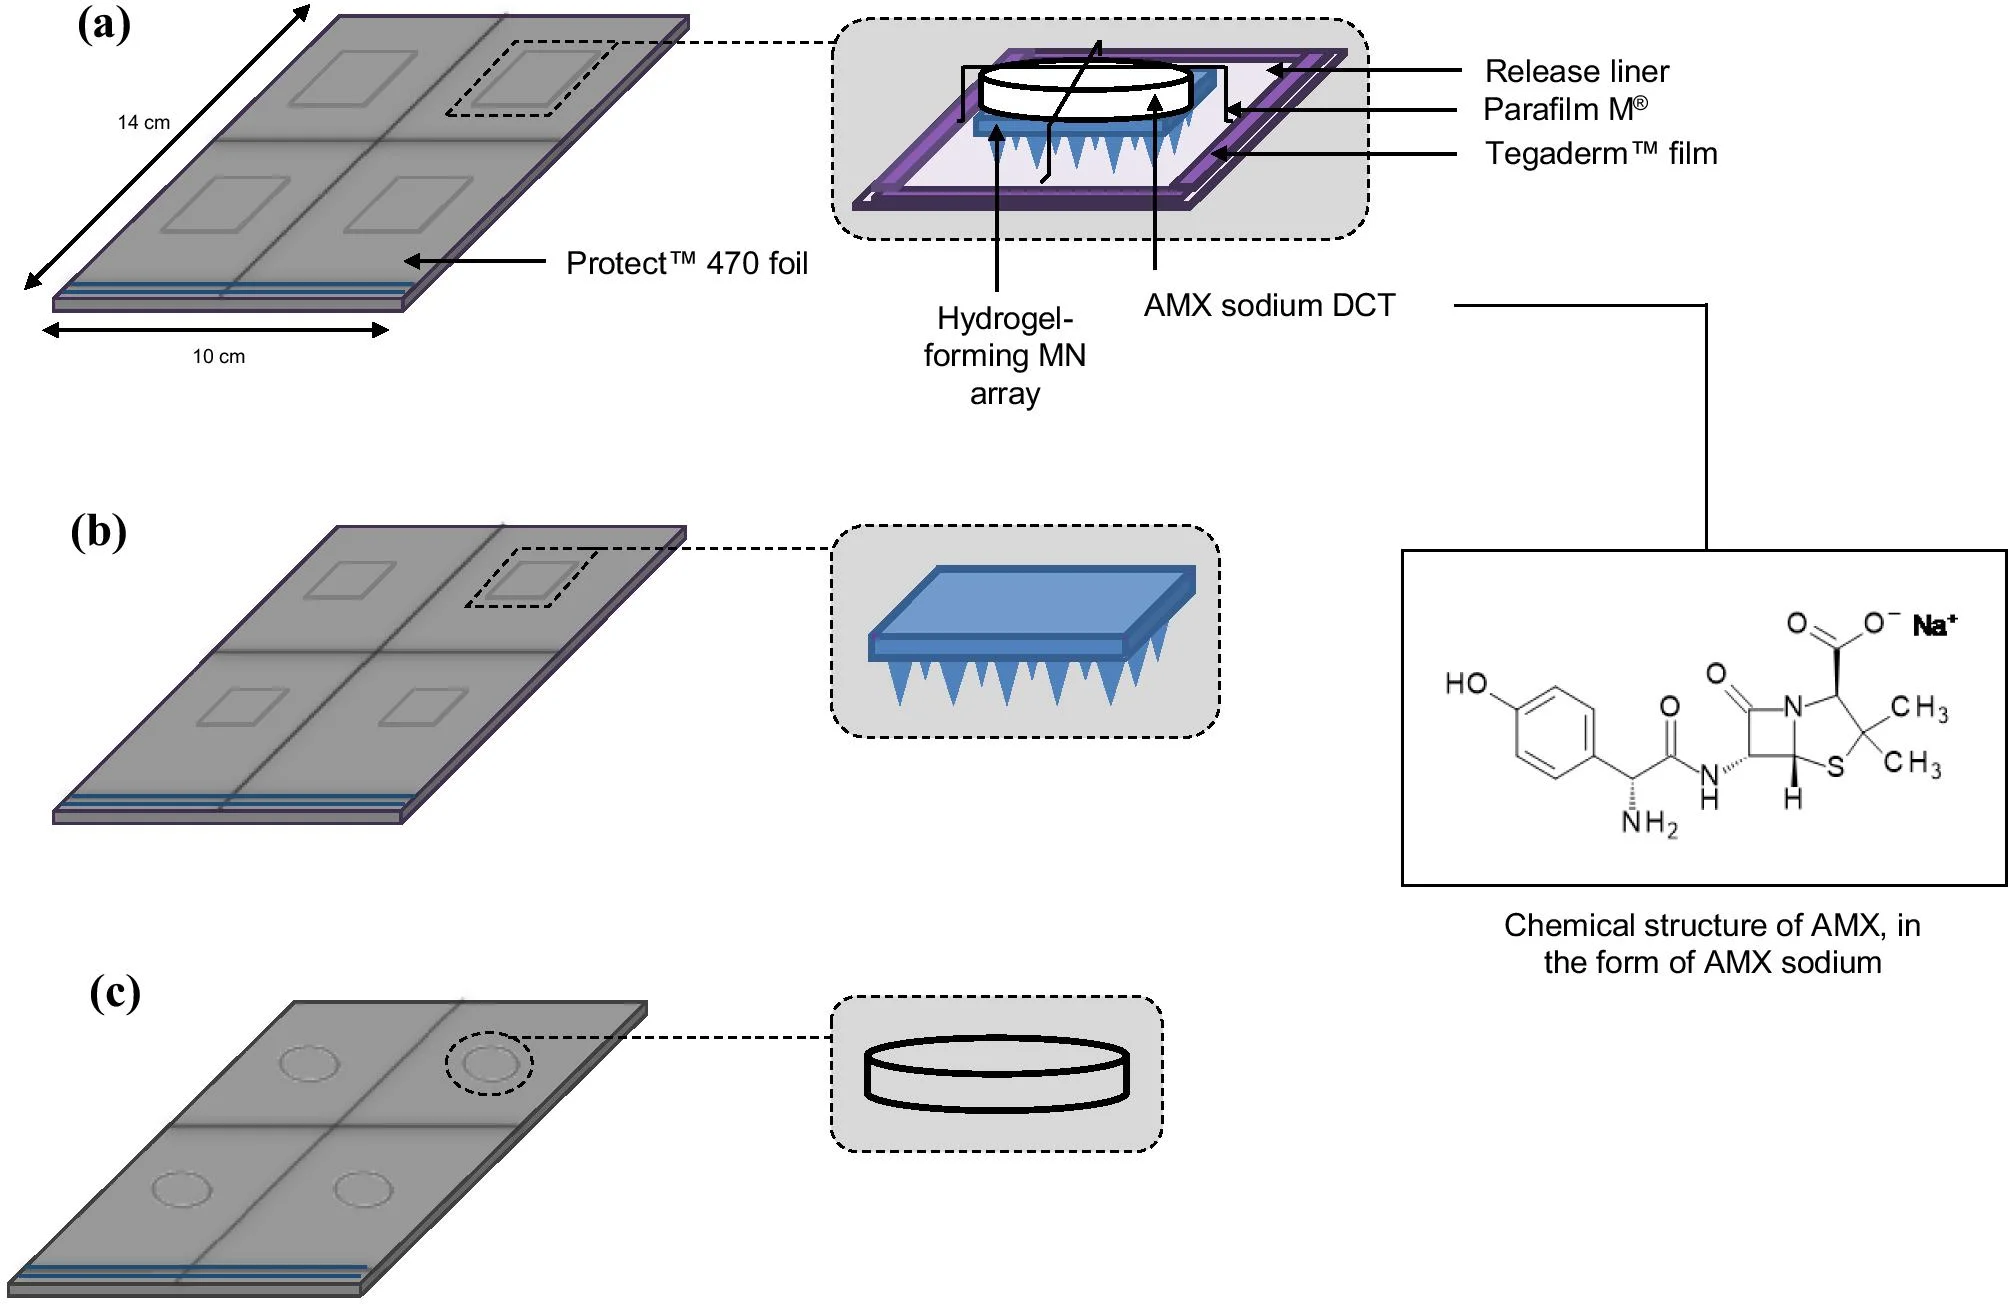 (a)
14 cm
10 cm
Protect™ 470 foil
Release liner
Parafilm M®
Tegaderm™ film
Hydrogel-
forming MN
array
AMX sodium DCT
(b)
O
O⁻ Na⁺
HO
O
O
N
CH₃
CH₃
S
N
H
H
NH₂
Chemical structure of AMX, in
the form of AMX sodium
(c)